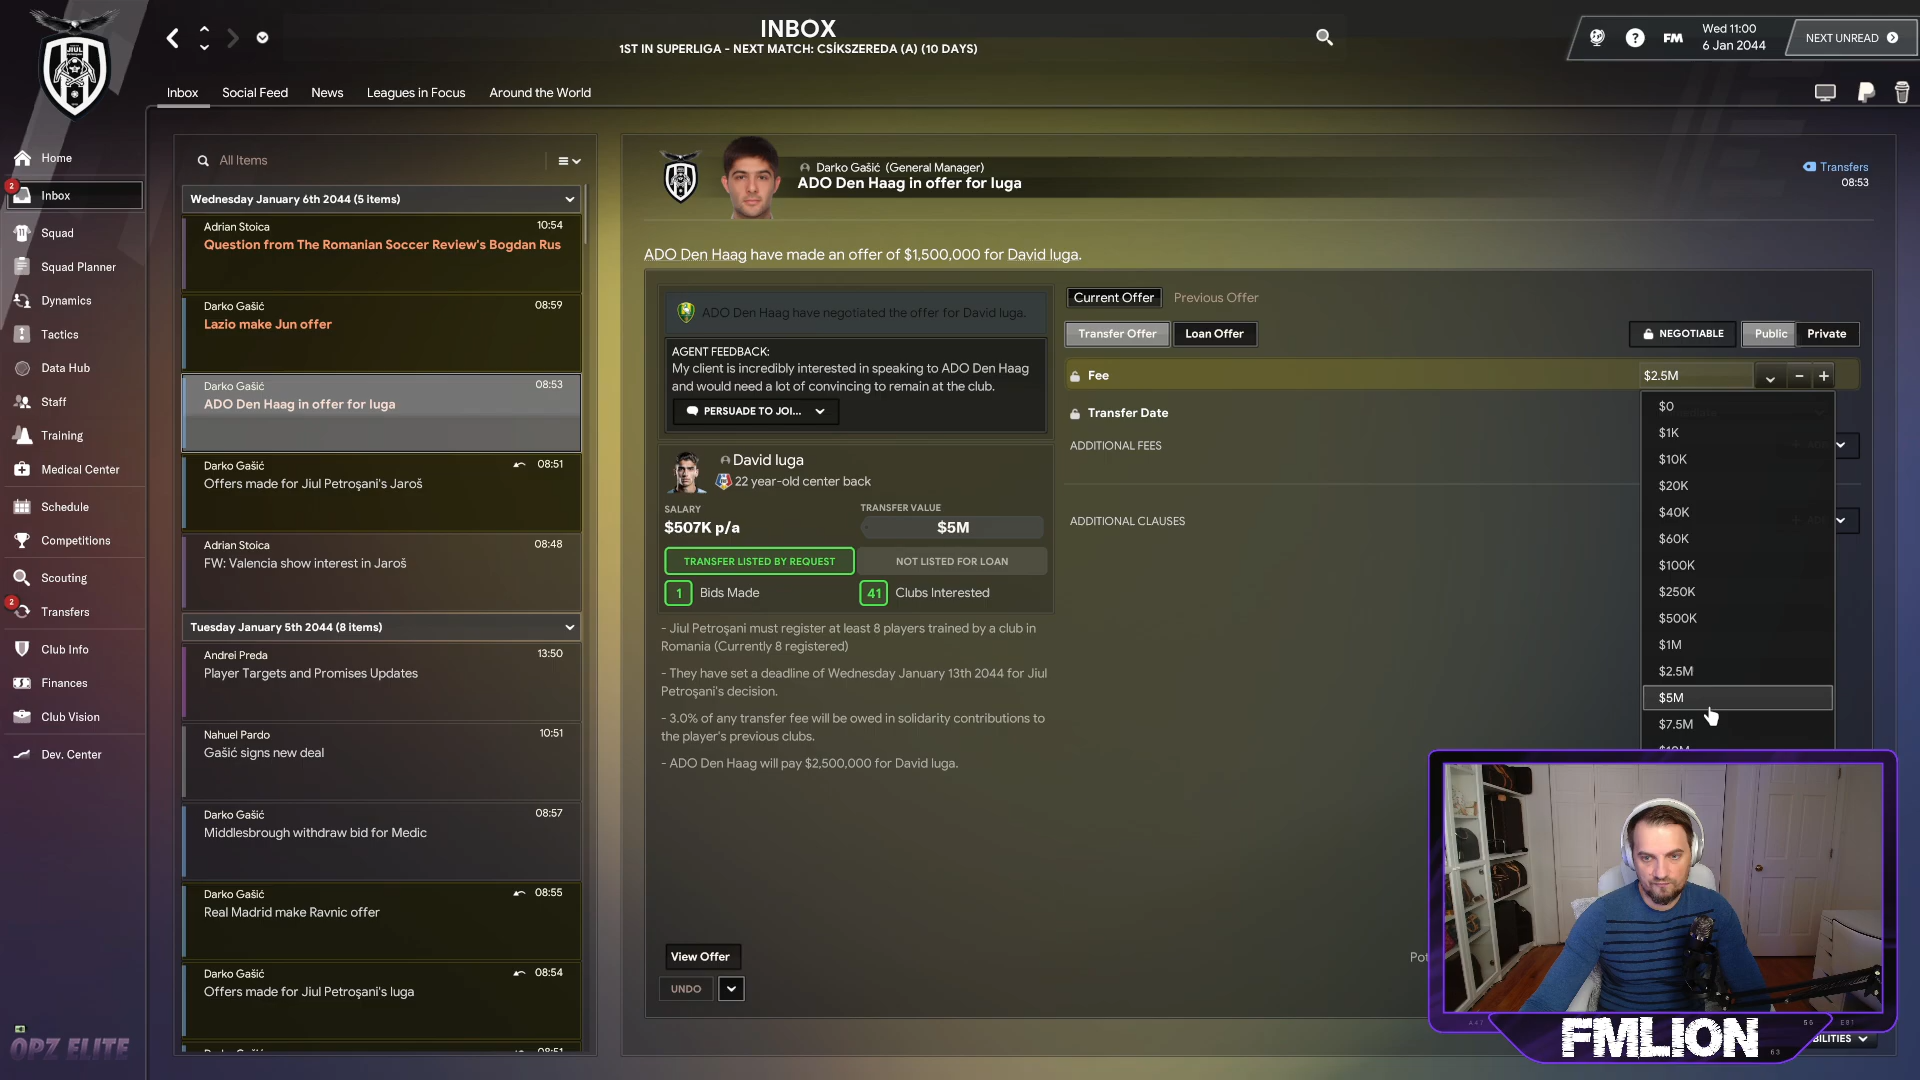 INBOX
1ST IN SUPERLIGA - NEXT MATCH: CSÍKSZEREDA (A) (10 DAYS)
FM
Wed 11:00
6 Jan 2044
NEXT UNREAD
Inbox
Social Feed
News
Leagues in Focus
Around the World
Home
2
Inbox
Squad
Squad Planner
Dynamics
Tactics
Data Hub
Staff
Training
Medical Center
Schedule
Competitions
Scouting
2
Transfers
Club Info
Finances
Club Vision
Dev. Center
OPZ ELITE
All Items
Wednesday January 6th 2044 (5 items)
Adrian Stoica 10:54
Question from The Romanian Soccer Review's Bogdan Rus
Darko Gašić 08:59
Lazio make Jun offer
Darko Gašić 08:53
ADO Den Haag in offer for Iuga
Darko Gašić 08:51
Offers made for Jiul Petroşani's Jaroš
Adrian Stoica 08:48
FW: Valencia show interest in Jaroš
Tuesday January 5th 2044 (8 items)
Andrei Preda 13:50
Player Targets and Promises Updates
Nahuel Pardo 10:51
Gašić signs new deal
Darko Gašić 08:57
Middlesbrough withdraw bid for Medic
Darko Gašić 08:55
Real Madrid make Ravnic offer
Darko Gašić 08:54
Offers made for Jiul Petroşani's Iuga
Darko Gašić (General Manager)
ADO Den Haag in offer for Iuga
Transfers
08:53
ADO Den Haag have made an offer of $1,500,000 for David Iuga.
ADO Den Haag have negotiated the offer for David Iuga.
AGENT FEEDBACK:
My client is incredibly interested in speaking to ADO Den Haag
and would need a lot of convincing to remain at the club.
PERSUADE TO JOI...
David Iuga
22 year-old center back
SALARY
$507K p/a
TRANSFER VALUE
$5M
TRANSFER LISTED BY REQUEST
NOT LISTED FOR LOAN
1 Bids Made
41 Clubs Interested
- Jiul Petroşani must register at least 8 players trained by a club in
Romania (Currently 8 registered)
- They have set a deadline of Wednesday January 13th 2044 for Jiul
Petroşani's decision.
- 3.0% of any transfer fee will be owed in solidarity contributions to
the player's previous clubs.
- ADO Den Haag will pay $2,500,000 for David Iuga.
View Offer
UNDO
Current Offer
Previous Offer
Transfer Offer
Loan Offer
NEGOTIABLE
Public
Private
Fee
$2.5M
Transfer Date
ADDITIONAL FEES
ADDITIONAL CLAUSES
$0
$1K
$10K
$20K
$40K
$60K
$100K
$250K
$500K
$1M
$2.5M
$5M
$7.5M
FMLION